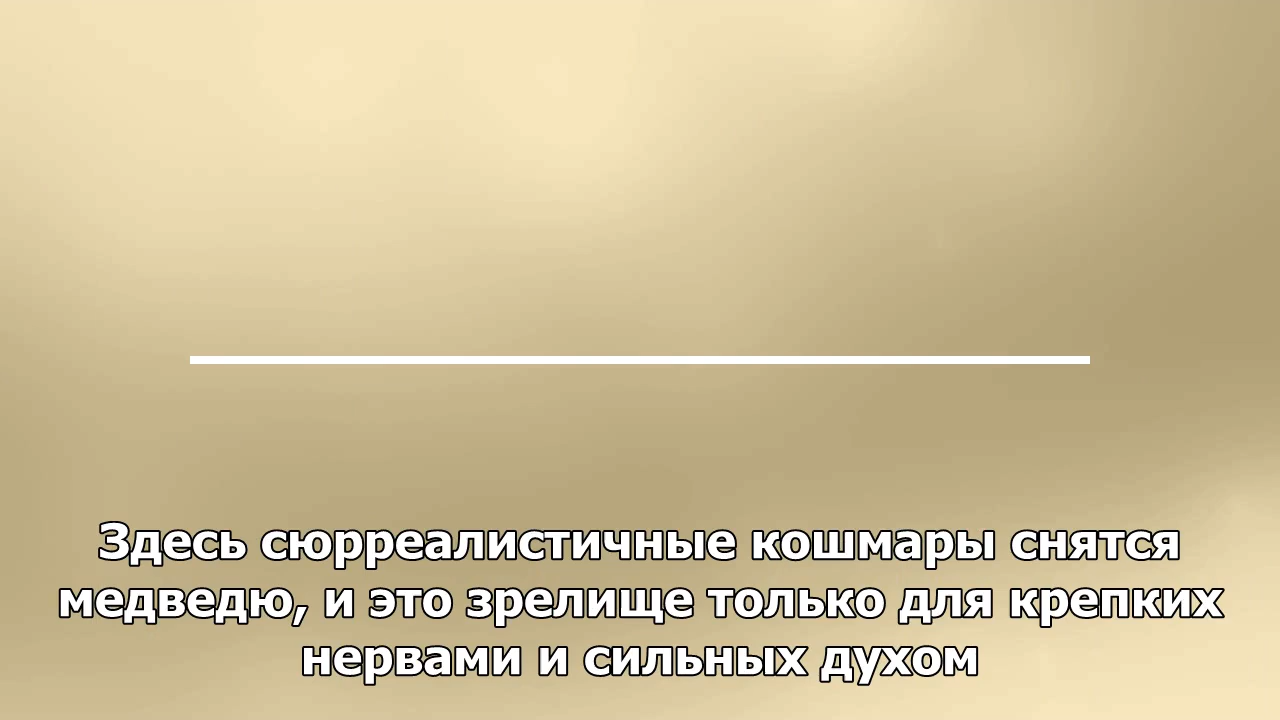 Здесь сюрреалистичные кошмары снятся
медведю, и это зрелище только для крепких
нервами и сильных духом